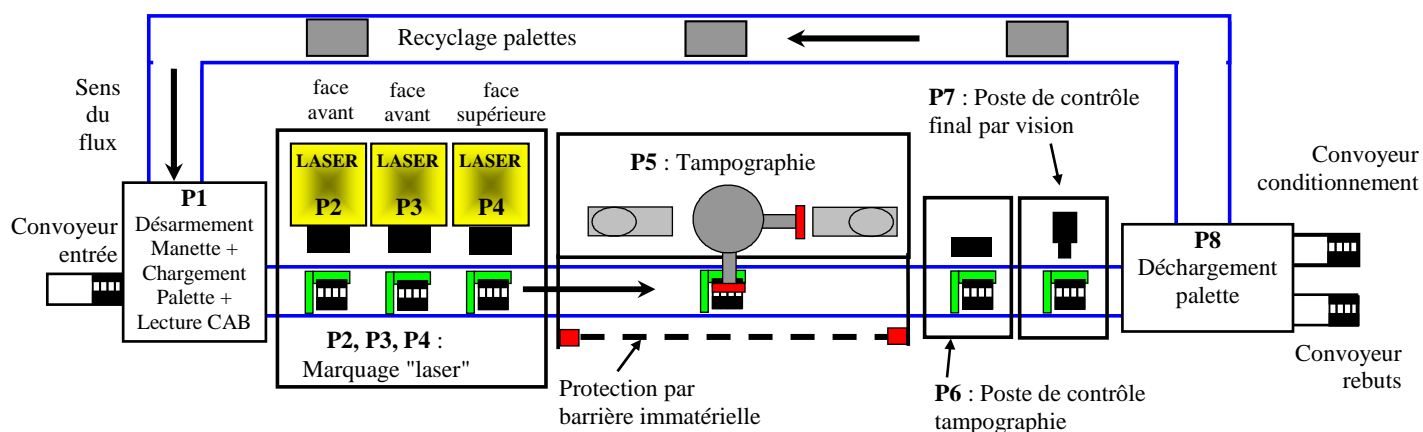 Recyclage palettes
Sens
du
flux
face
avant
face
avant
face
supérieure
P7 : Poste de contrôle
final par vision
LASER
P2
LASER
P3
LASER
P4
P5 : Tampographie
Convoyeur
conditionnement
P1
Désarmement
Manette +
Chargement
Palette +
Lecture CAB
Convoyeur
entrée
P8
Déchargement
palette
P2, P3, P4 :
Marquage "laser"
Protection par
barrière immatérielle
P6 : Poste de contrôle
tampographie
Convoyeur
rebuts